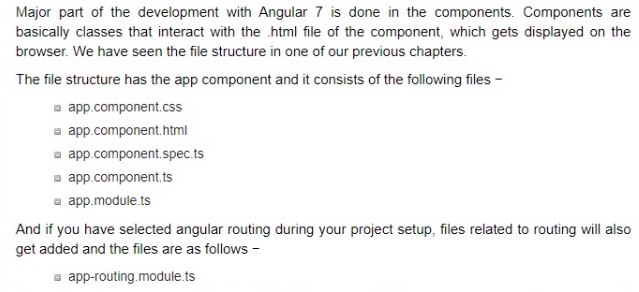 Major part of the development with Angular 7 is done in the components. Components are
basically classes that interact with the .html file of the component, which gets displayed on the
browser. We have seen the file structure in one of our previous chapters.
The file structure has the app component and it consists of the following files −
app.component.css
app.component.html
app.component.spec.ts
app.component.ts
app.module.ts
And if you have selected angular routing during your project setup, files related to routing will also
get added and the files are as follows −
app-routing.module.ts